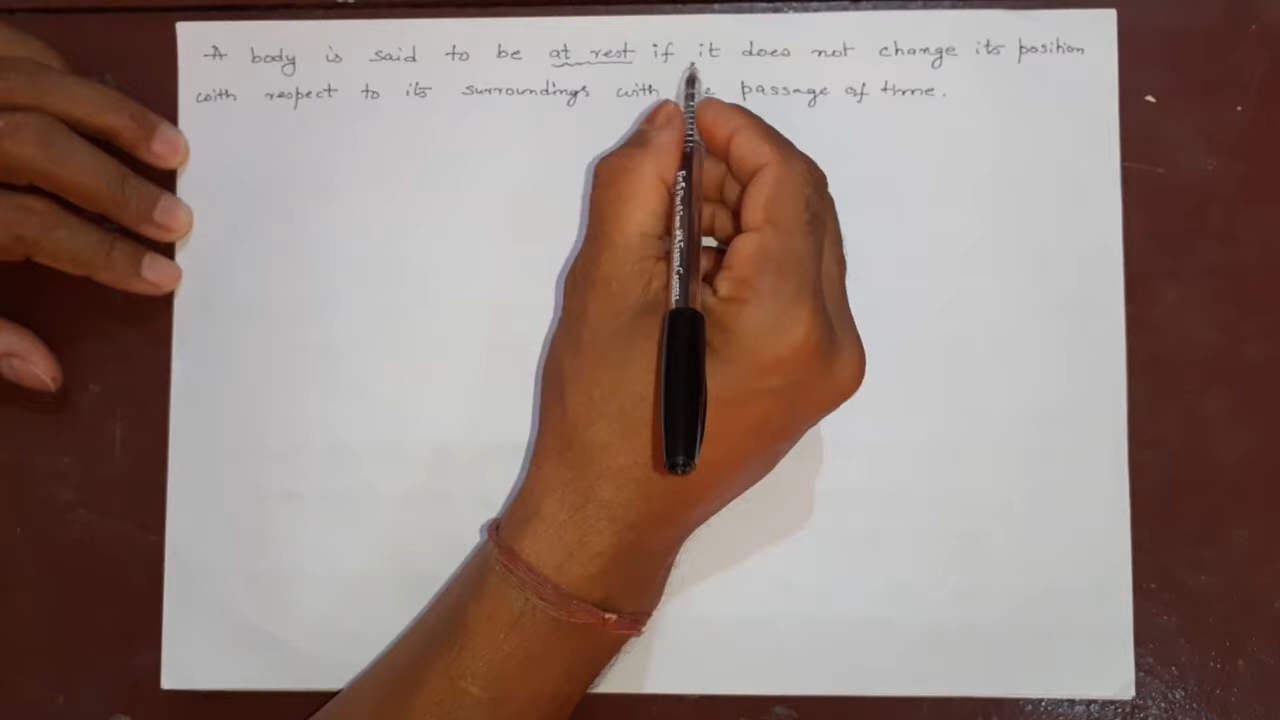 A body is said to be at rest if it does not change its position
with respect to its surroundings with e passage of time.